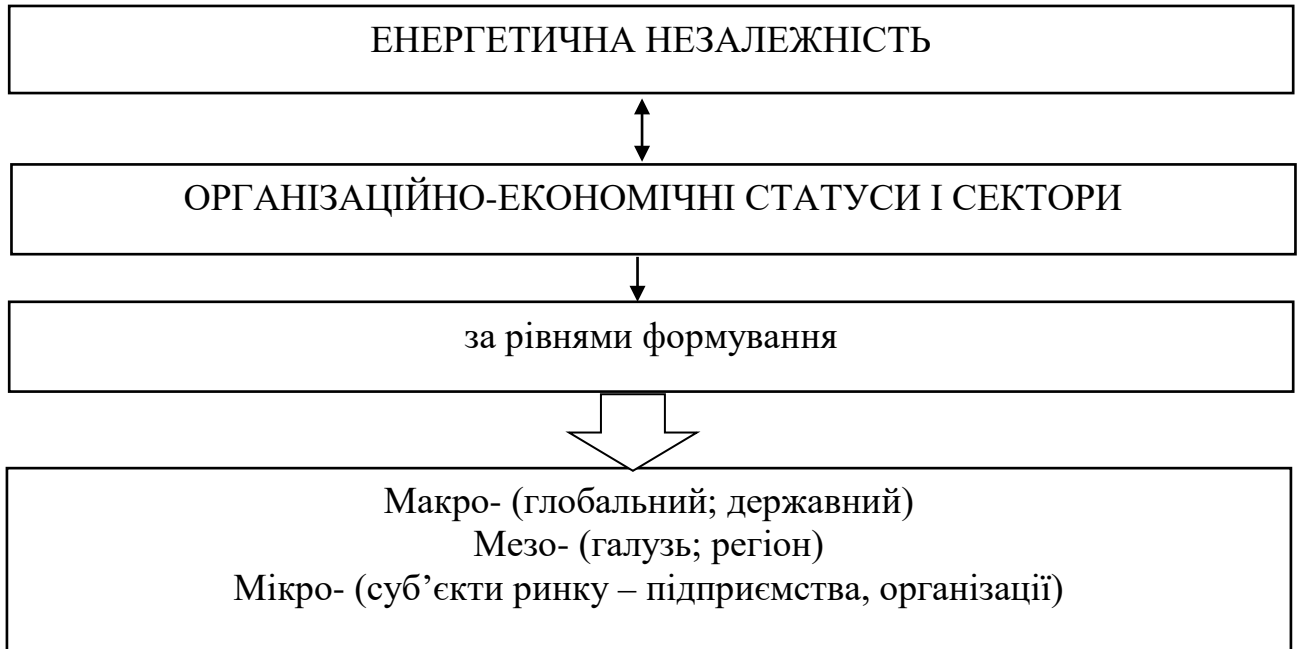 ЕНЕРГЕТИЧНА НЕЗАЛЕЖНІСТЬ
ОРГАНІЗАЦІЙНО-ЕКОНОМІЧНІ СТАТУСИ І СЕКТОРИ
за рівнями формування
Макро- (глобальний; державний)
Мезо- (галузь; регіон)
Мікро- (суб’єкти ринку – підприємства, організації)